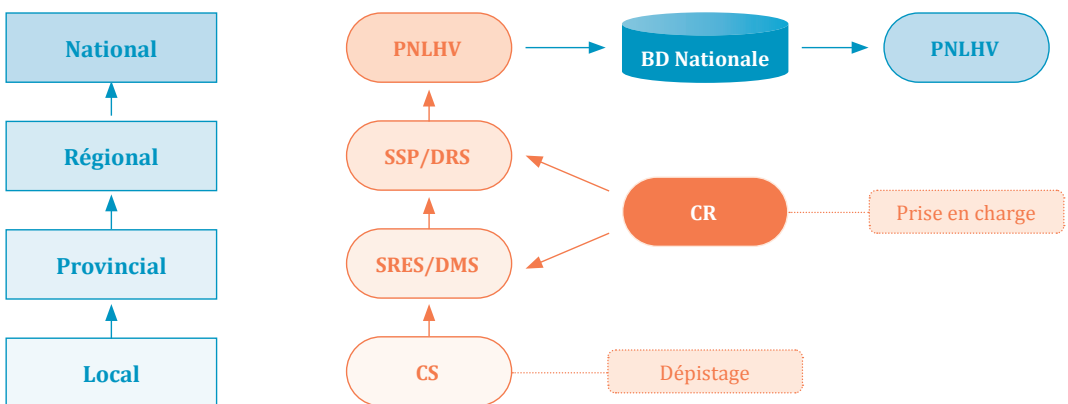 National
PNLHV
BD Nationale
PNLHV
Régional
SSP/DRS
CR
Prise en charge
Provincial
SRES/DMS
Local
CS
Dépistage